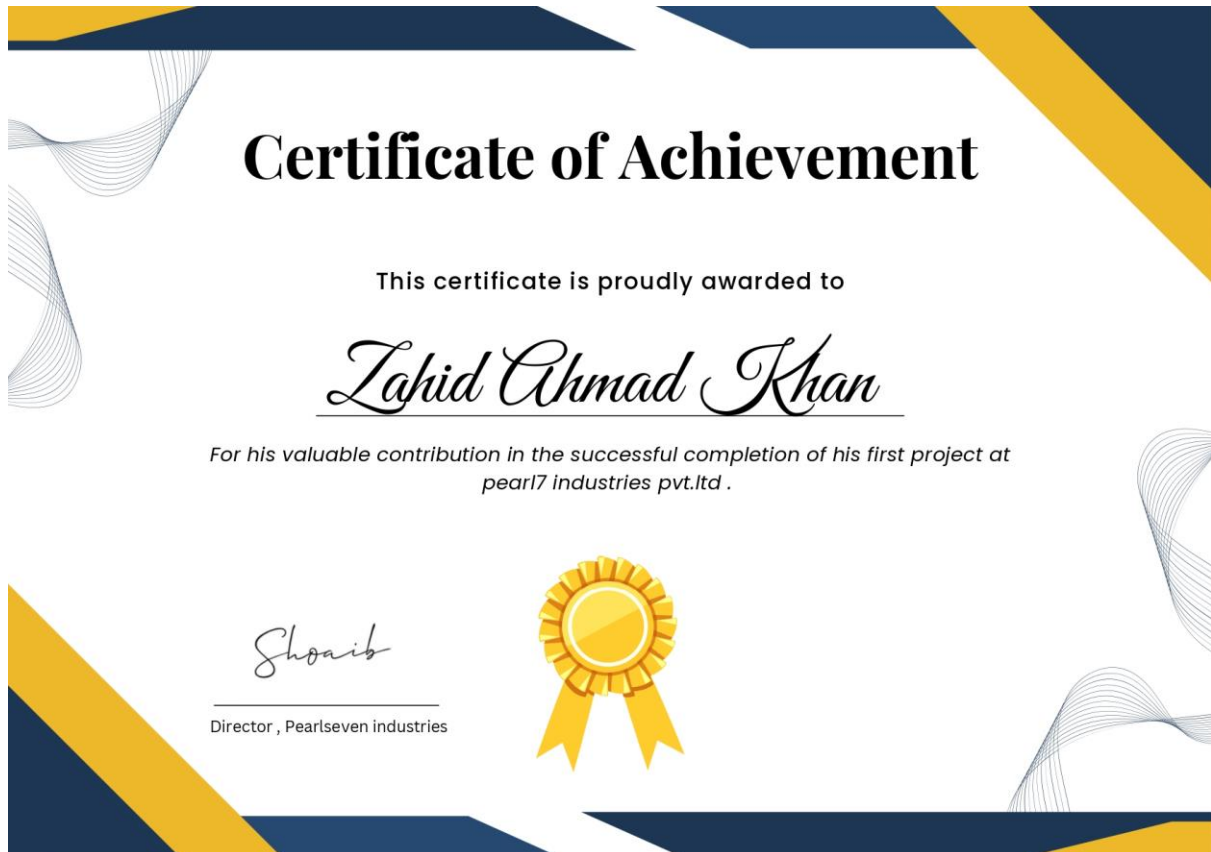 Certificate of Achievement
This certificate is proudly awarded to
Zahid Ahmad Khan
For his valuable contribution in the successful completion of his first project at
pearl7 industries pvt.ltd .
Shoaib
Director , Pearlseven industries